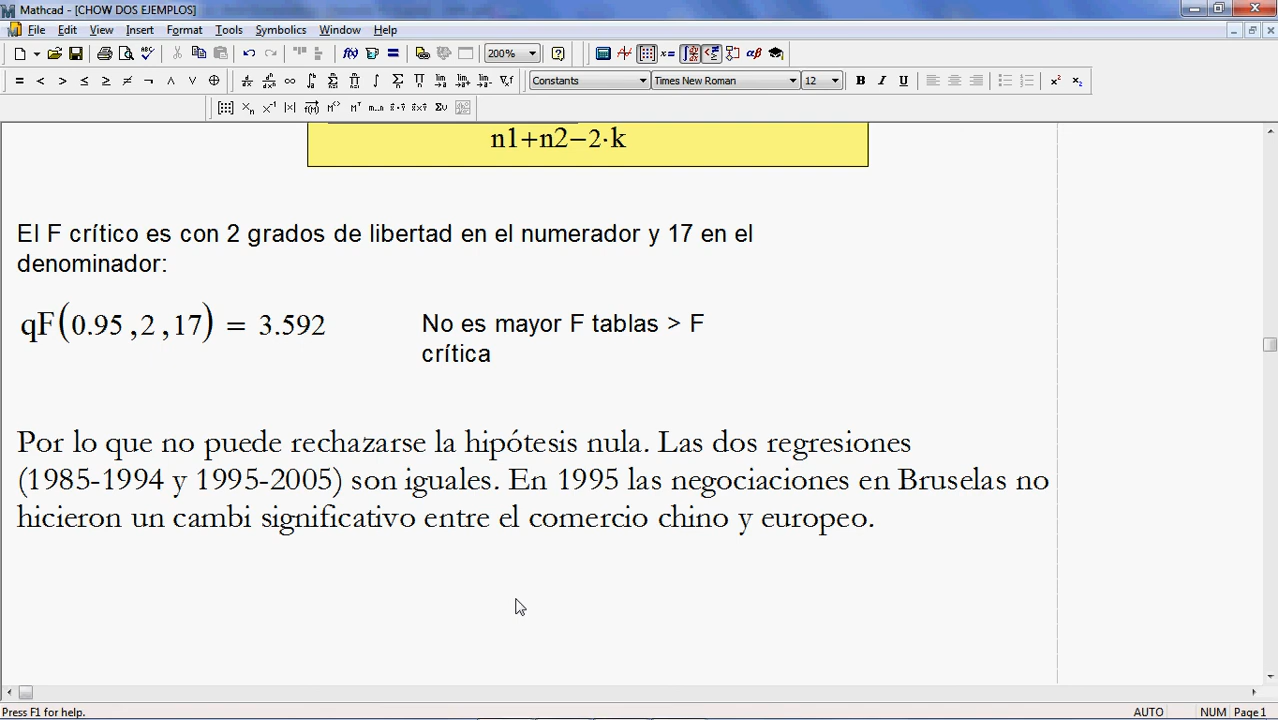 Mathcad - [CHOW DOS EJEMPLOS]
File Edit View Insert Format Tools Symbolics Window Help
200%
Constants Times New Roman 12 B I U
n1+n2−2·k
El F crítico es con 2 grados de libertad en el numerador y 17 en el
denominador:
qF(0.95 ,2 ,17) = 3.592
No es mayor F tablas > F
crítica
Por lo que no puede rechazarse la hipótesis nula. Las dos regresiones
(1985-1994 y 1995-2005) son iguales. En 1995 las negociaciones en Bruselas no
hicieron un cambi significativo entre el comercio chino y europeo.
Press F1 for help. AUTO NUM Page 1